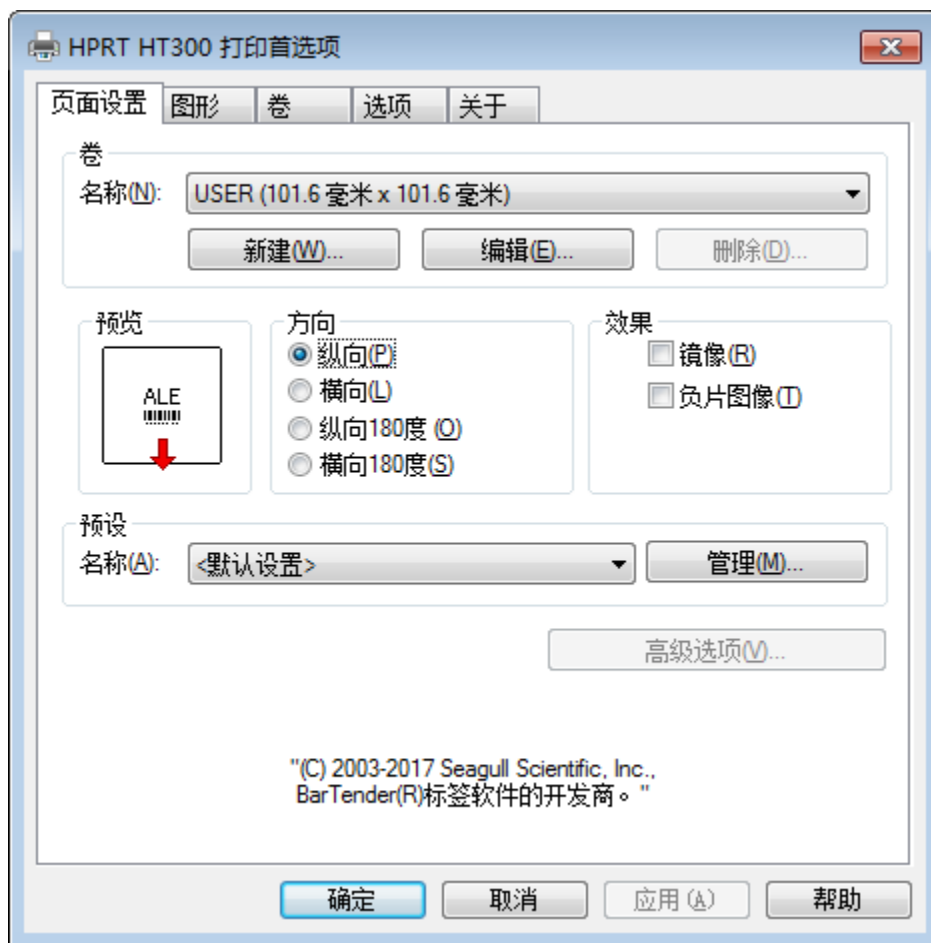 HPRT HT300 打印首选项
页面设置 图形 卷 选项 关于
卷
名称(N): USER (101.6 毫米 x 101.6 毫米)
新建(W)... 编辑(E)... 删除(D)...
预览 方向 效果
纵向(P) 镜像(R)
横向(L) 负片图像(T)
纵向180度 (O)
横向180度(S)
ALE
预设
名称(A): <默认设置> 管理(M)...
高级选项(V)...
"(C) 2003-2017 Seagull Scientific, Inc.,
BarTender(R)标签软件的开发商。"
确定 取消 应用 (A) 帮助